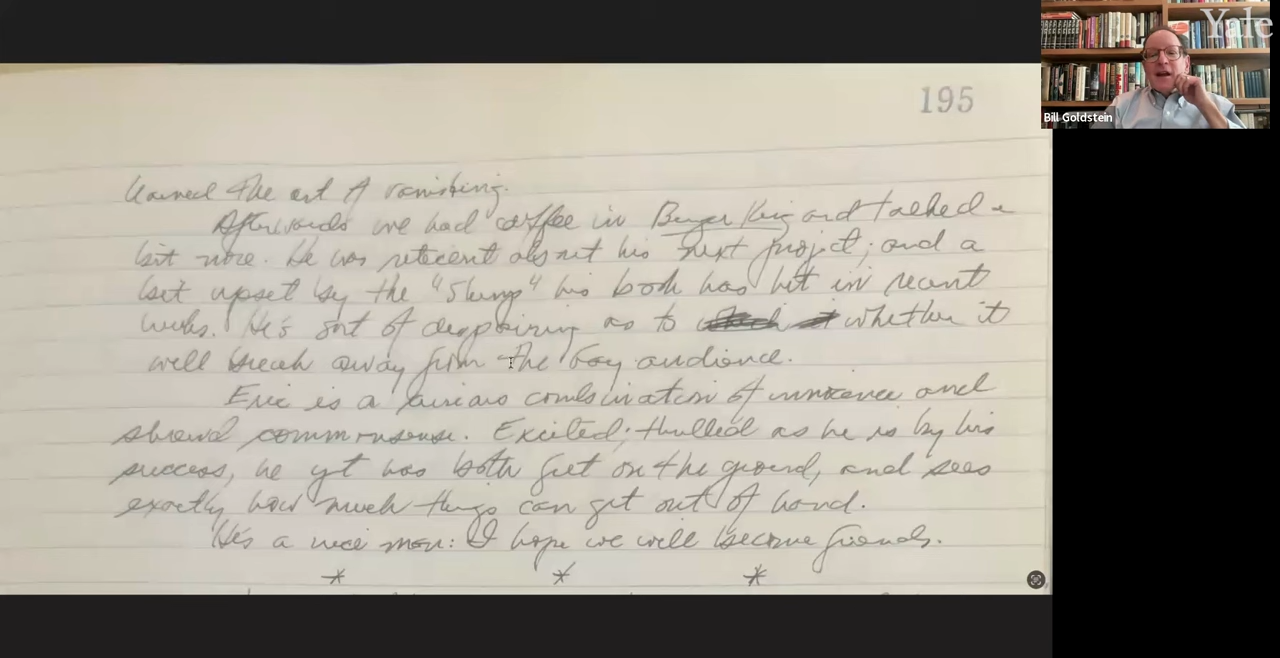 195
learned the art of vanishing.
Afterwards we had coffee in Burger King and talked a
bit more. He was reticent about his next project; and a
bit upset by the "slump" his book has hit in recent
weeks. He's sort of despairing as to whether it
will break away from the Gay audience.
Eric is a curious combination of innocence and
shrewd commonsense. Excited, thrilled as he is by his
success, he yet has both feet on the ground, and sees
exactly how much things can get out of hand.
He's a nice man: I hope we will become friends.
* * *
Yale
Bill Goldstein